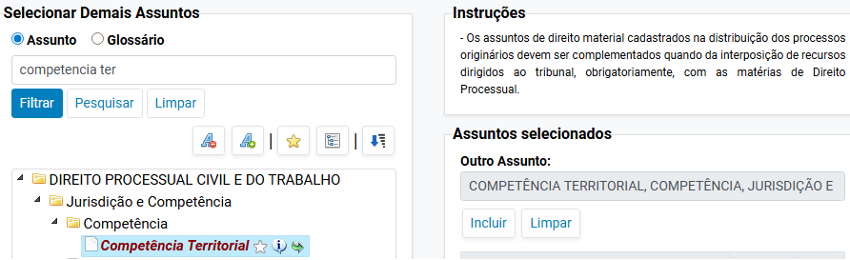 Selecionar Demais Assuntos
Assunto Glossário
competencia ter
Filtrar Pesquisar Limpar
DIREITO PROCESSUAL CIVIL E DO TRABALHO
Jurisdição e Competência
Competência
Competência Territorial
Instruções
- Os assuntos de direito material cadastrados na distribuição dos processos
originários devem ser complementados quando da interposição de recursos
dirigidos ao tribunal, obrigatoriamente, com as matérias de Direito
Processual.
Assuntos selecionados
Outro Assunto:
COMPETÊNCIA TERRITORIAL, COMPETÊNCIA, JURISDIÇÃO E
Incluir Limpar